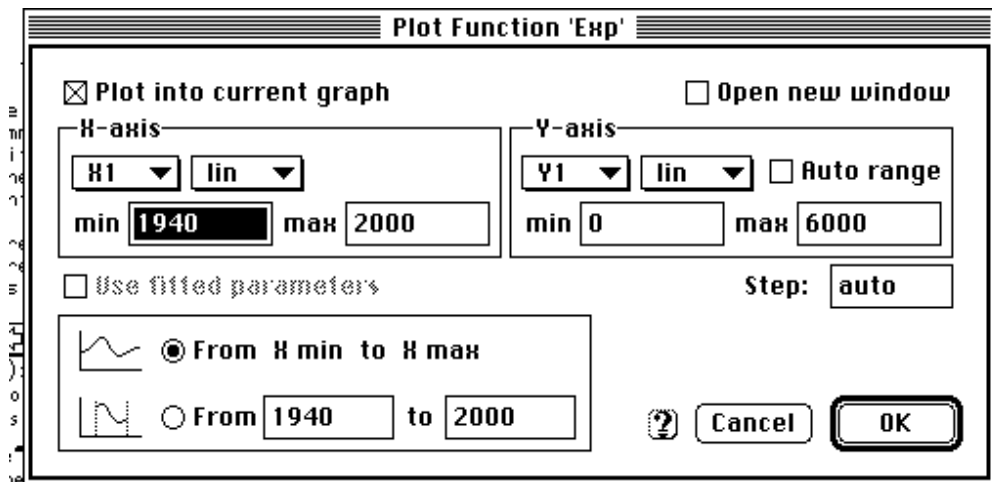 Plot Function 'Exp'
Plot into current graph
Open new window
X-axis
X1 lin
min 1940 max 2000
Y-axis
Y1 lin Auto range
min 0 max 6000
Use fitted parameters
Step: auto
From X min to X max
From 1940 to 2000
? Cancel OK